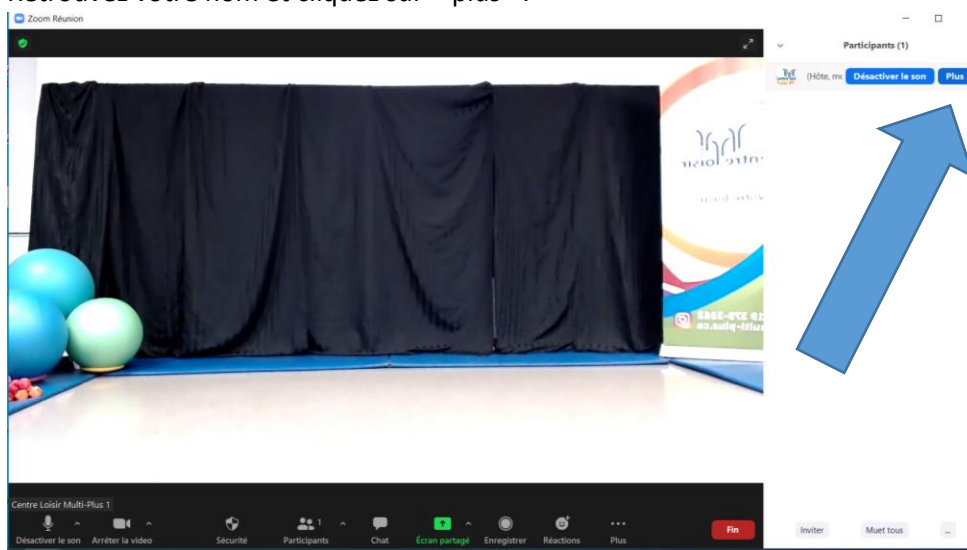 Retrouvez votre nom et cliquez sur « plus ».
Zoom Réunion
Participants (1)
(Hôte, mo
Désactiver le son
Plus
Centre Loisir Multi-Plus 1
Désactiver le son
Arrêter la video
Sécurité
1
Participants
Chat
Écran partagé
Enregistrer
Réactions
Plus
Fin
Inviter
Muet tous
...